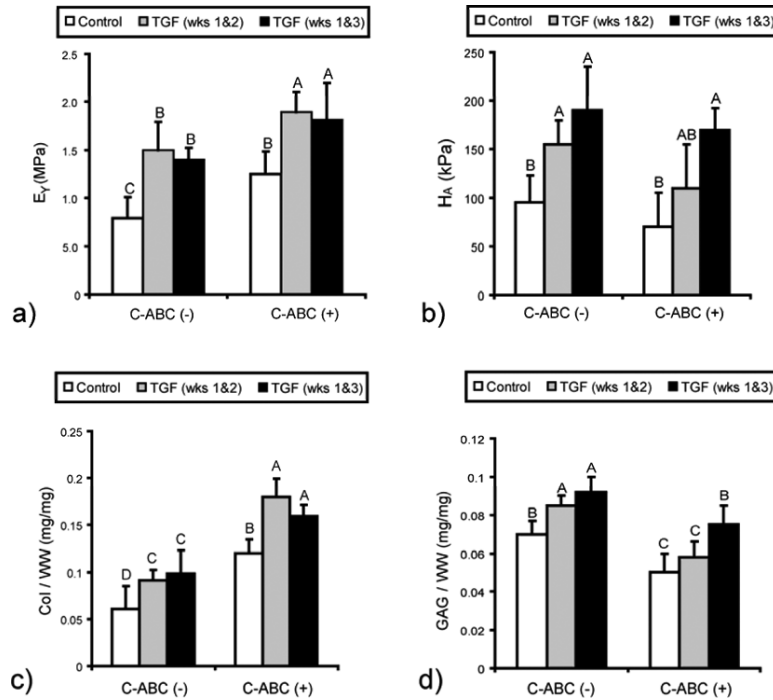 Control TGF (wks 1&2) TGF (wks 1&3)
2.5
2.0
1.5
1.0
5.0
0
E_Y (MPa)
C B B B A A
C-ABC (-) C-ABC (+)
a)
Control TGF (wks 1&2) TGF (wks 1&3)
250
200
150
100
50
0
H_A (kPa)
B A A B AB A
C-ABC (-) C-ABC (+)
b)
Control TGF (wks 1&2) TGF (wks 1&3)
0.25
0.2
0.15
0.1
0.05
0
Col / WW (mg/mg)
D C C B A A
C-ABC (-) C-ABC (+)
c)
Control TGF (wks 1&2) TGF (wks 1&3)
0.12
0.1
0.08
0.06
0.04
0.02
0
GAG / WW (mg/mg)
B A A C C B
C-ABC (-) C-ABC (+)
d)